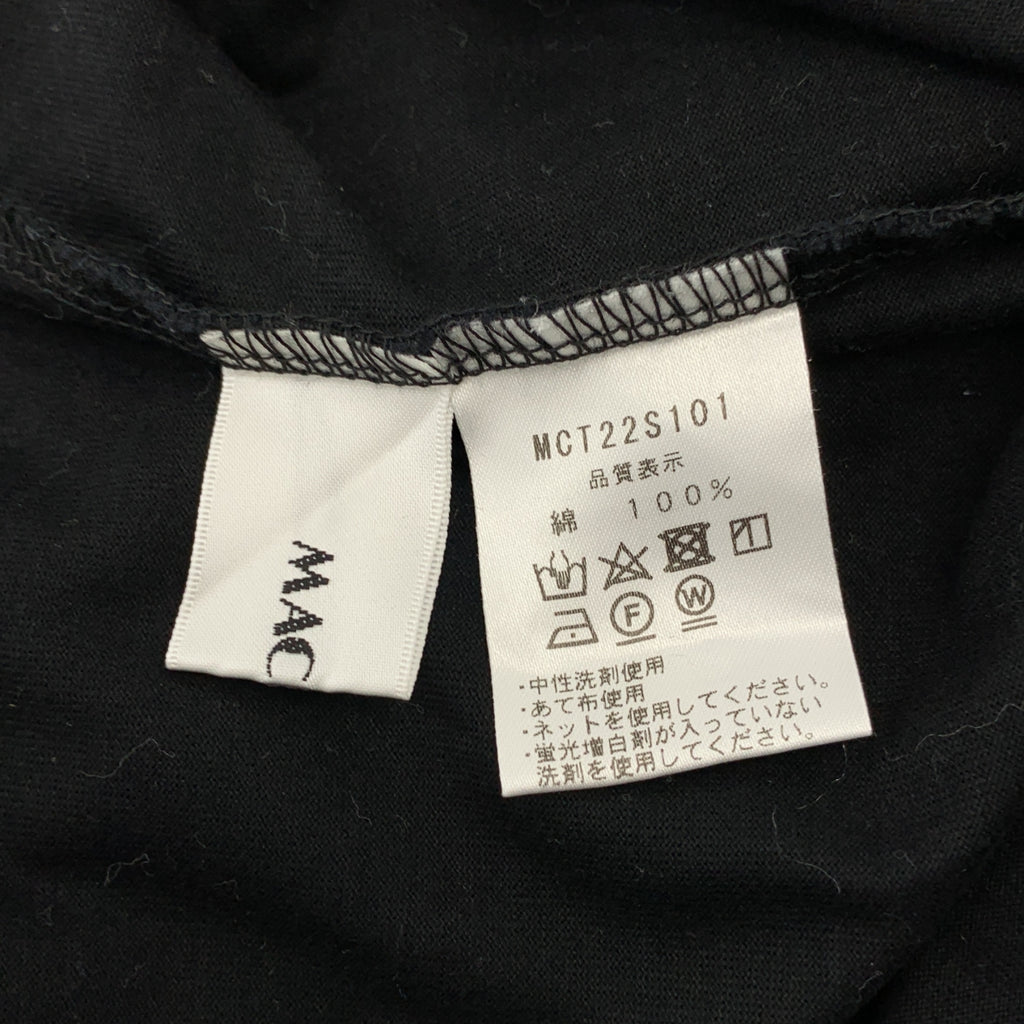 MAC
MCT22S101
品質表示
綿 100%
F W
・中性洗剤使用
・あて布使用
・ネットを使用してください。
・蛍光増白剤が入っていない
洗剤を使用してください。